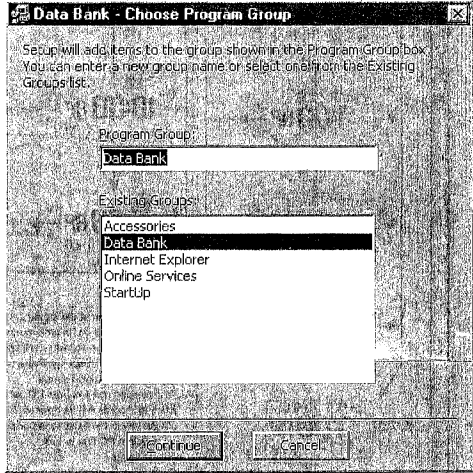 Data Bank - Choose Program Group
Setup will add items to the group shown in the Program Group box.
You can enter a new group name or select one from the Existing
Groups list.
Program Group:
Data Bank
Existing Groups:
Accessories
Data Bank
Internet Explorer
Online Services
StartUp
Continue
Cancel